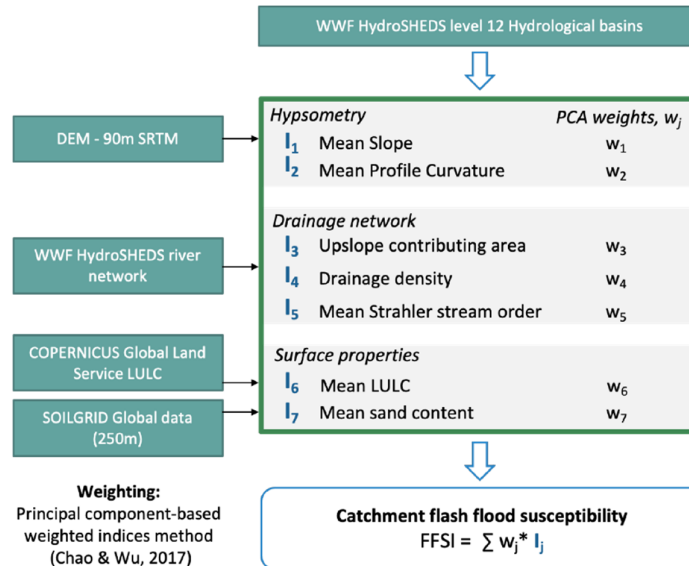 WWF HydroSHEDS level 12 Hydrological basins
Hypsometry PCA weights, wj
DEM - 90m SRTM
I1 Mean Slope w1
I2 Mean Profile Curvature w2
Drainage network
WWF HydroSHEDS river
network
I3 Upslope contributing area w3
I4 Drainage density w4
I5 Mean Strahler stream order w5
COPERNICUS Global Land
Service LULC
Surface properties
I6 Mean LULC w6
SOILGRID Global data
(250m)
I7 Mean sand content w7
Weighting:
Principal component-based
weighted indices method
(Chao & Wu, 2017)
Catchment flash flood susceptibility
FFSI = ∑ wj* Ij